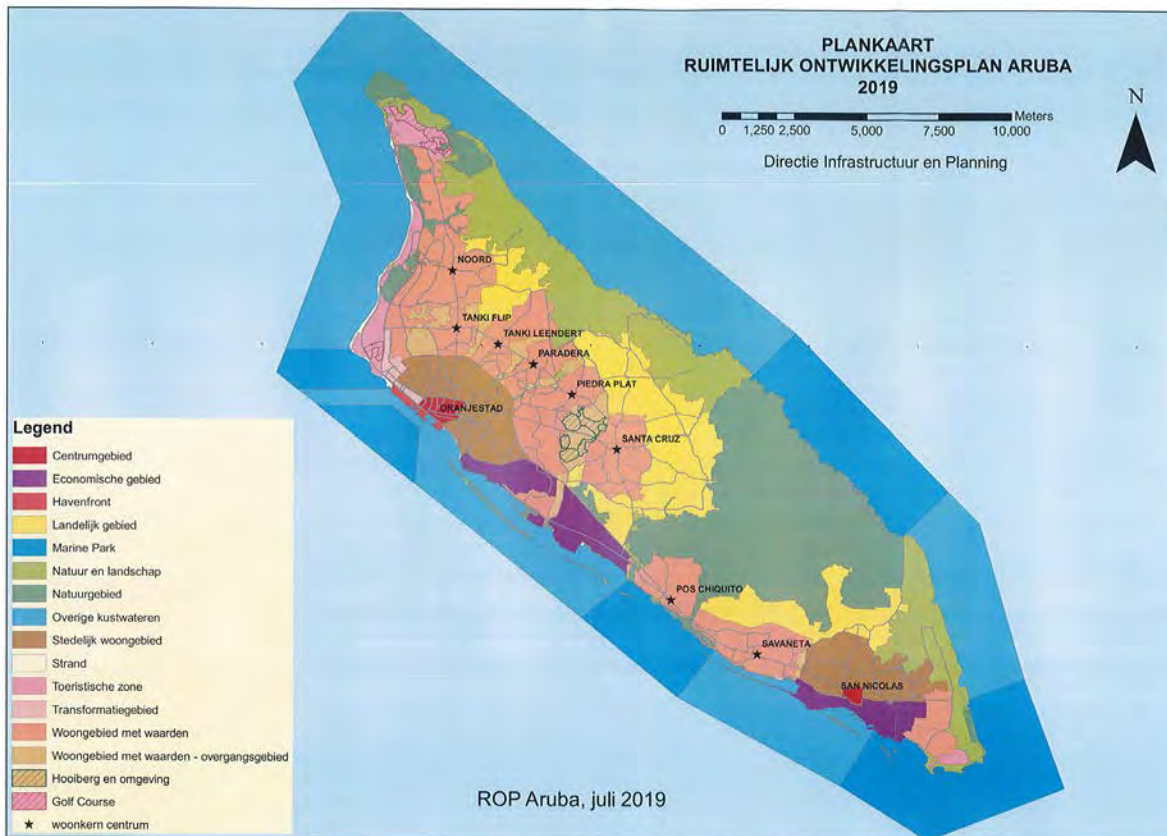 PLANKAART
RUIMTELIJK ONTWIKKELINGSPLAN ARUBA
2019
N
Meters
0 1,250 2,500 5,000 7,500 10,000
Directie Infrastructuur en Planning
NOORD
TANKI FLIP
TANKI LEENDERT
PARADERA
PIEDRA PLAT
ORANJESTAD
SANTA CRUZ
POS CHIQUITO
SAVANETA
SAN NICOLAS
Legend
Centrumgebied
Economische gebied
Havenfront
Landelijk gebied
Marine Park
Natuur en landschap
Natuurgebied
Overige kustwateren
Stedelijk woongebied
Strand
Toeristische zone
Transformatiegebied
Woongebied met waarden
Woongebied met waarden - overgangsgebied
Hooiberg en omgeving
Golf Course
woonkern centrum
ROP Aruba, juli 2019